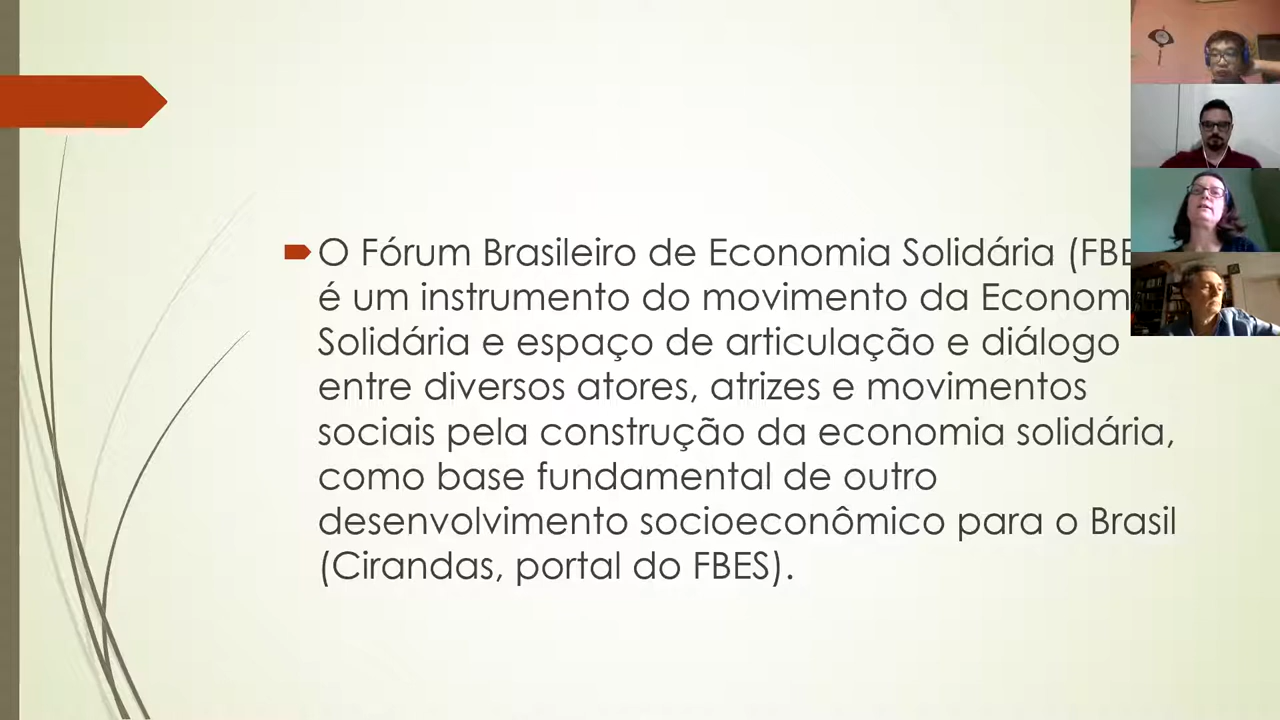 O Fórum Brasileiro de Economia Solidária
é um instrumento do movimento da
Solidária e espaço de articulação e diálogo
entre diversos atores, atrizes e movimentos
sociais pela construção da economia solidária,
como base fundamental de outro
desenvolvimento socioeconômico para o Brasil
(Cirandas, portal do FBES).